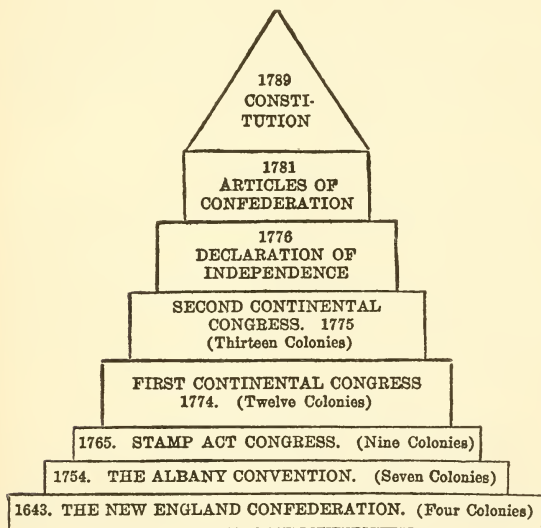 1789
CONSTI-
TUTION
1781
ARTICLES OF
CONFEDERATION
1776
DECLARATION OF
INDEPENDENCE
SECOND CONTINENTAL
CONGRESS. 1775
(Thirteen Colonies)
FIRST CONTINENTAL CONGRESS
1774. (Twelve Colonies)
1765. STAMP ACT CONGRESS. (Nine Colonies)
1754. THE ALBANY CONVENTION. (Seven Colonies)
1643. THE NEW ENGLAND CONFEDERATION. (Four Colonies)